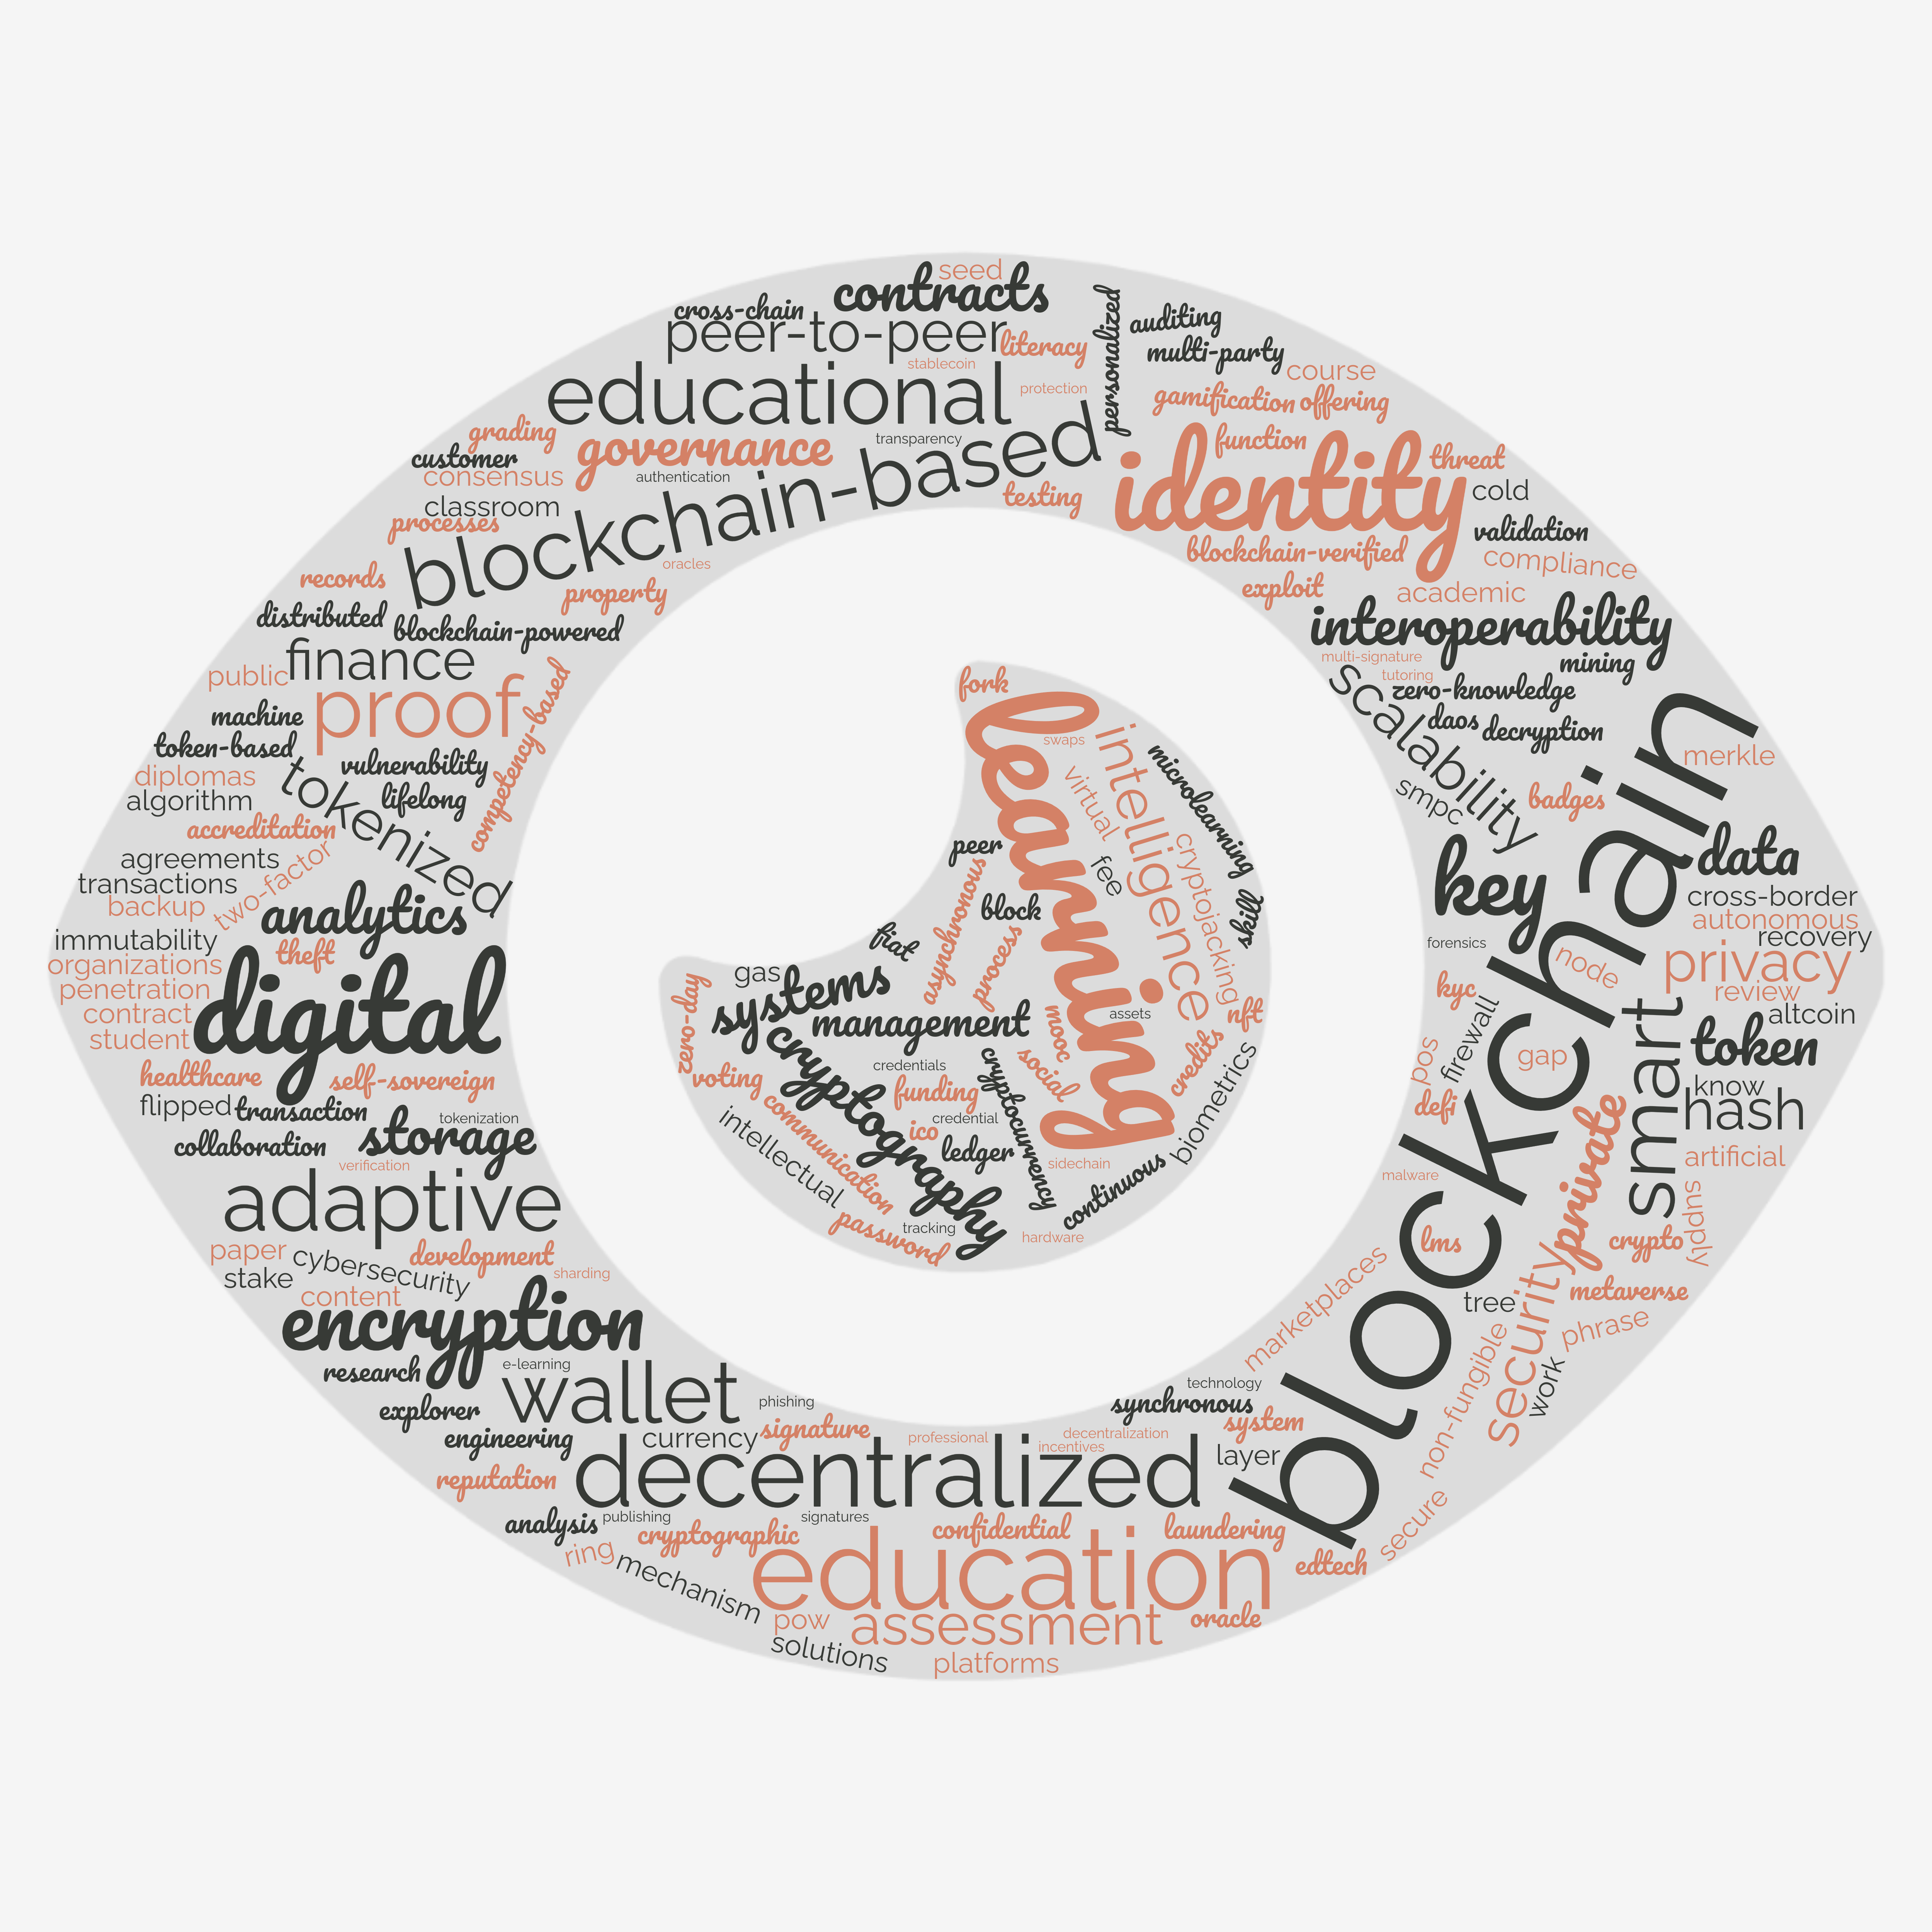 seed
contracts
cross-chain
peer-to-peer
literacy
personalized
auditing
multi-party
stablecoin
course
educational
protection
gamification
offering
grading
governance
transparency
blockchain-based
function
identity
threat
customer
consensus
authentication
testing
cold
classroom
processes
validation
blockchain-verified
compliance
oracles
records
property
exploit
academic
distributed
blockchain-powered
interoperability
finance
public
proof
competency-based
multi-signature
mining
tutoring
scalability
zero-knowledge
machine
daos
decryption
token-based
vulnerability
merkle
diplomas
tokenized
algorithm
lifelong
smpc
badges
accreditation
blockchain
key
data
agreements
two-factor
transactions
backup
analytics
cross-border
autonomous
immutability
theft
forensics
recovery
organizations
digital
node
privacy
penetration
kyc
review
contract
firewall
smart
altcoin
student
token
pos
gap
healthcare
self-sovereign
know
flipped
transaction
tokenization
defi
private
hash
collaboration
storage
verification
artificial
malware
adaptive
supply
lms
crypto
paper
cybersecurity
development
stake
sharding
content
marketplaces
security
metaverse
encryption
tree
phrase
research
e-learning
non-fungible
work
wallet
technology
explorer
phishing
synchronous
engineering
currency
signature
professional
decentralization
system
incentives
layer
reputation
decentralized
secure
analysis
publishing
signatures
cryptographic
confidential
laundering
ring
mechanism
education
edtech
pow
assessment
oracle
solutions
platforms
fork
learning
swaps
intelligence
microlearning
virtual
cryptojacking
peer
fee
asynchronous
block
skill
fiat
process
gas
zero-day
systems
management
mooc
assets
nft
credentials
social
credits
voting
cryptography
funding
cryptocurrency
biometrics
communication
credential
intellectual
ico
ledger
sidechain
continuous
password
tracking
hardware